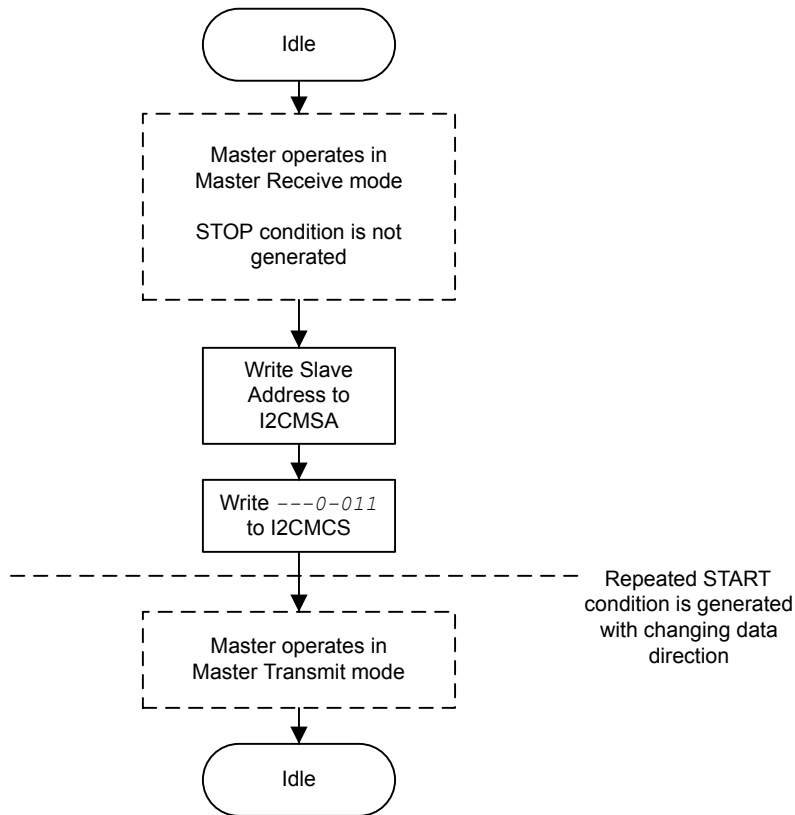 Idle
Master operates in
Master Receive mode
STOP condition is not
generated
Write Slave
Address to
I2CMSA
Write ---0-011
to I2CMCS
Repeated START
condition is generated
with changing data
direction
Master operates in
Master Transmit mode
Idle